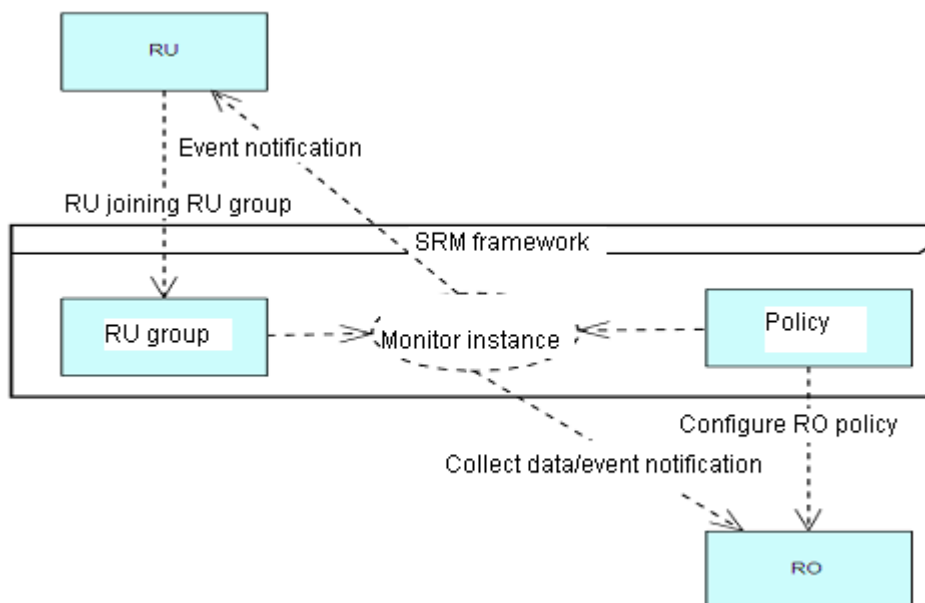 RU
Event notification
RU joining RU group
SRM framework
RU group
Monitor instance
Policy
Configure RO policy
Collect data/event notification
RO